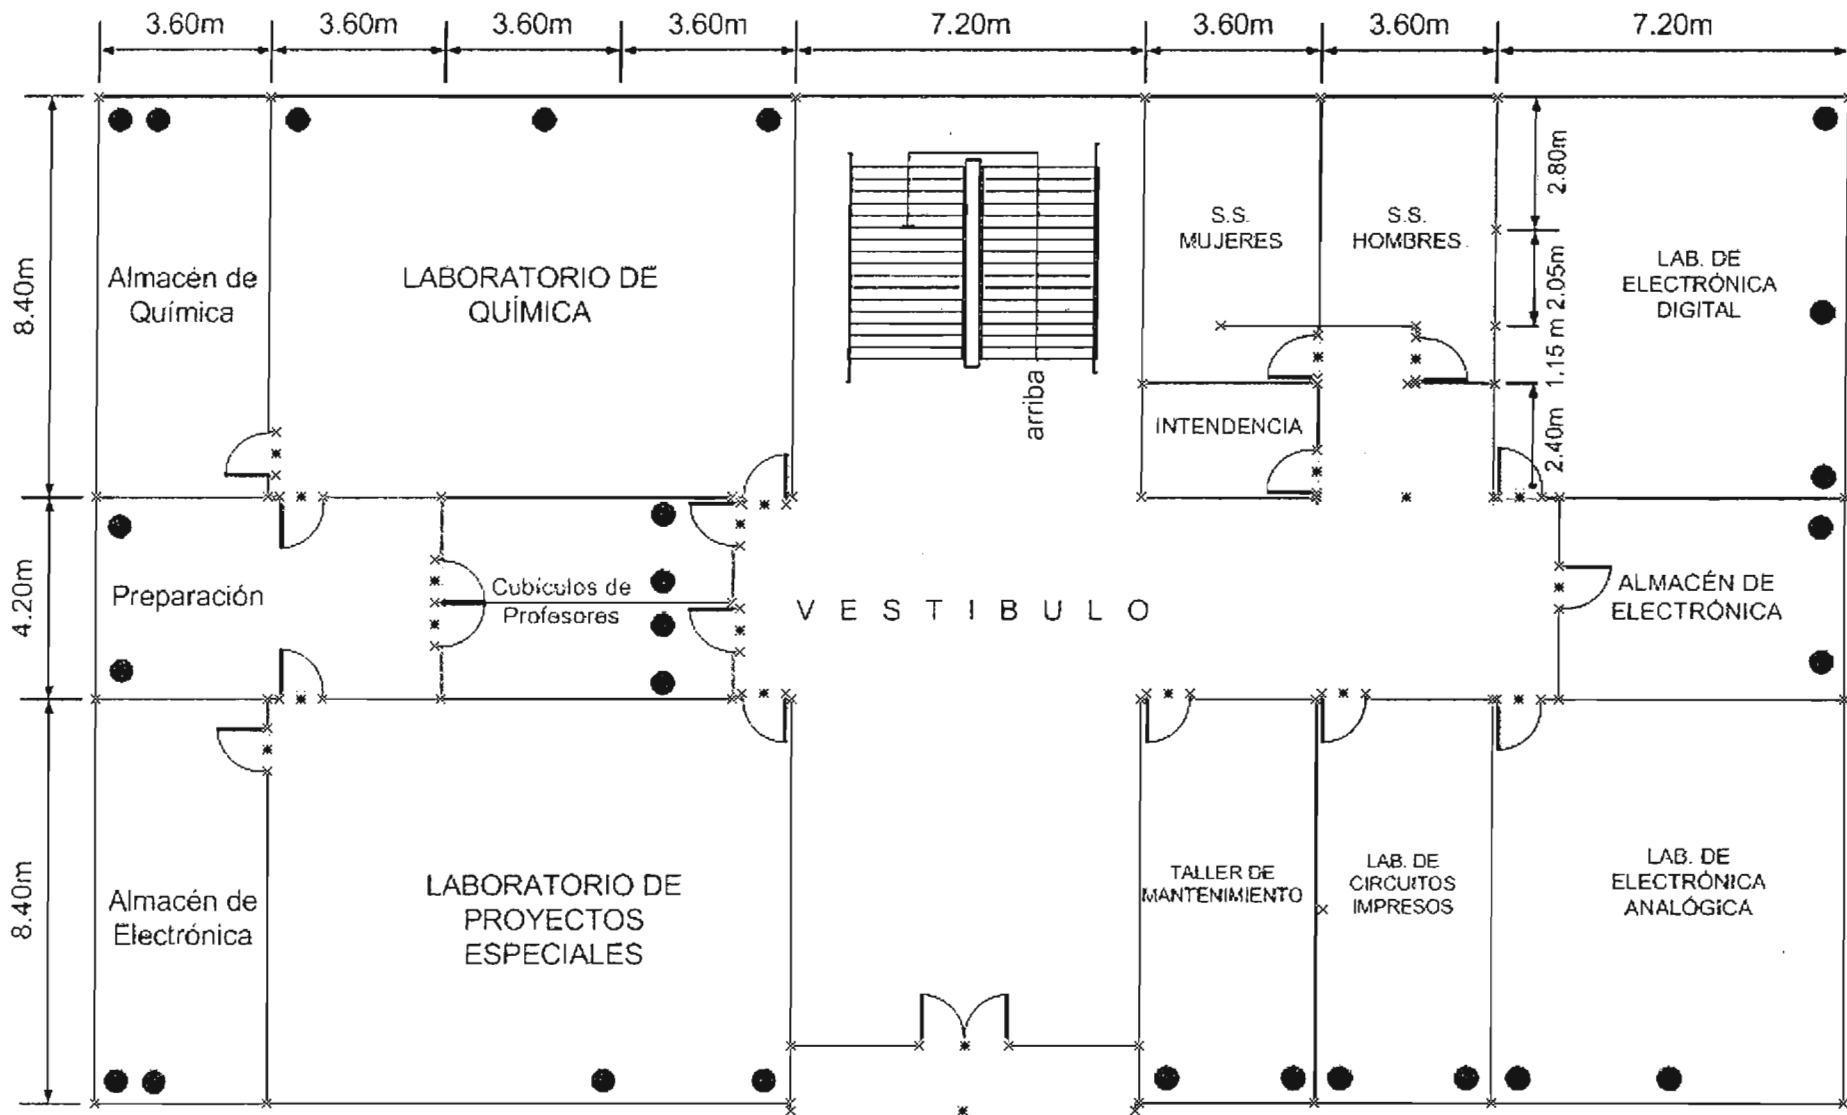 3.60m 3.60m 3.60m 3.60m 7.20m 3.60m 3.60m 7.20m
8.40m
4.20m
8.40m
Almacén de
Química
LABORATORIO DE
QUÍMICA
arriba
S.S.
MUJERES
S.S.
HOMBRES
INTENDENCIA
2.80m
2.05m
1.15 m
2.40m
LAB. DE
ELECTRÓNICA
DIGITAL
Preparación
Cubículos de
Profesores
VESTIBULO
ALMACÉN DE
ELECTRÓNICA
Almacén de
Electrónica
LABORATORIO DE
PROYECTOS
ESPECIALES
TALLER DE
MANTENIMIENTO
LAB. DE
CIRCUITOS
IMPRESOS
LAB. DE
ELECTRÓNICA
ANALÓGICA